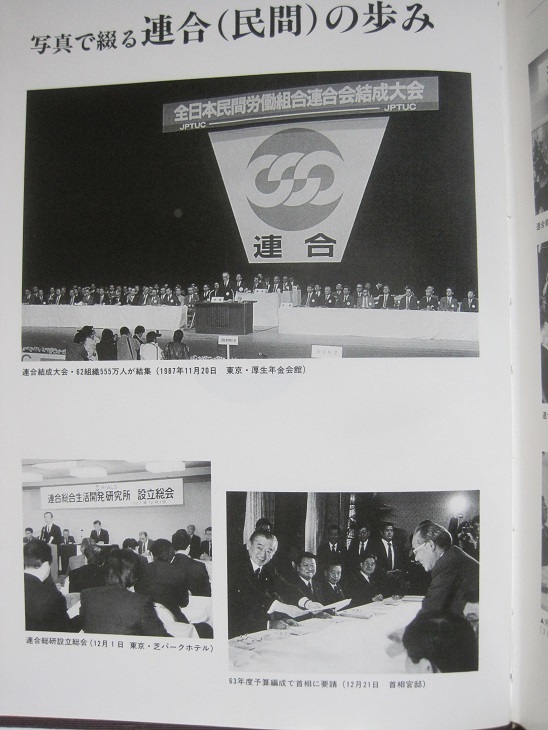 写真で綴る連合(民間)の歩み
全日本民間労働組合連合会結成大会
JPTUC
JPTUC
連合
連合結成大会・62組織555万人が結集(1987年11月20日 東京・厚生年金会館)
連合総合生活開発研究所 設立総会
連合総研設立総会(12月1日 東京・芝パークホテル)
63年度予算編成で首相に要請(12月21日 首相官邸)